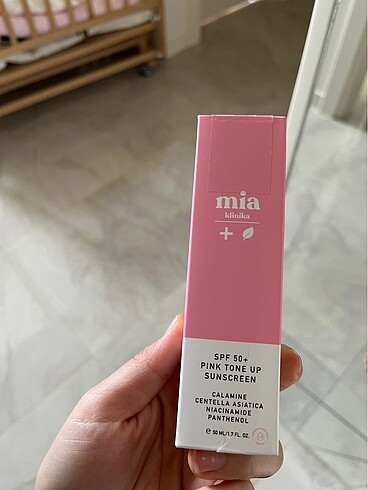 mia
klinika
SPF 50+
PINK TONE UP
SUNSCREEN
CALAMINE
CENTELLA ASIATICA
NIACINAMIDE
PANTHENOL
℮ 50 ML/1.7 FL. OZ.